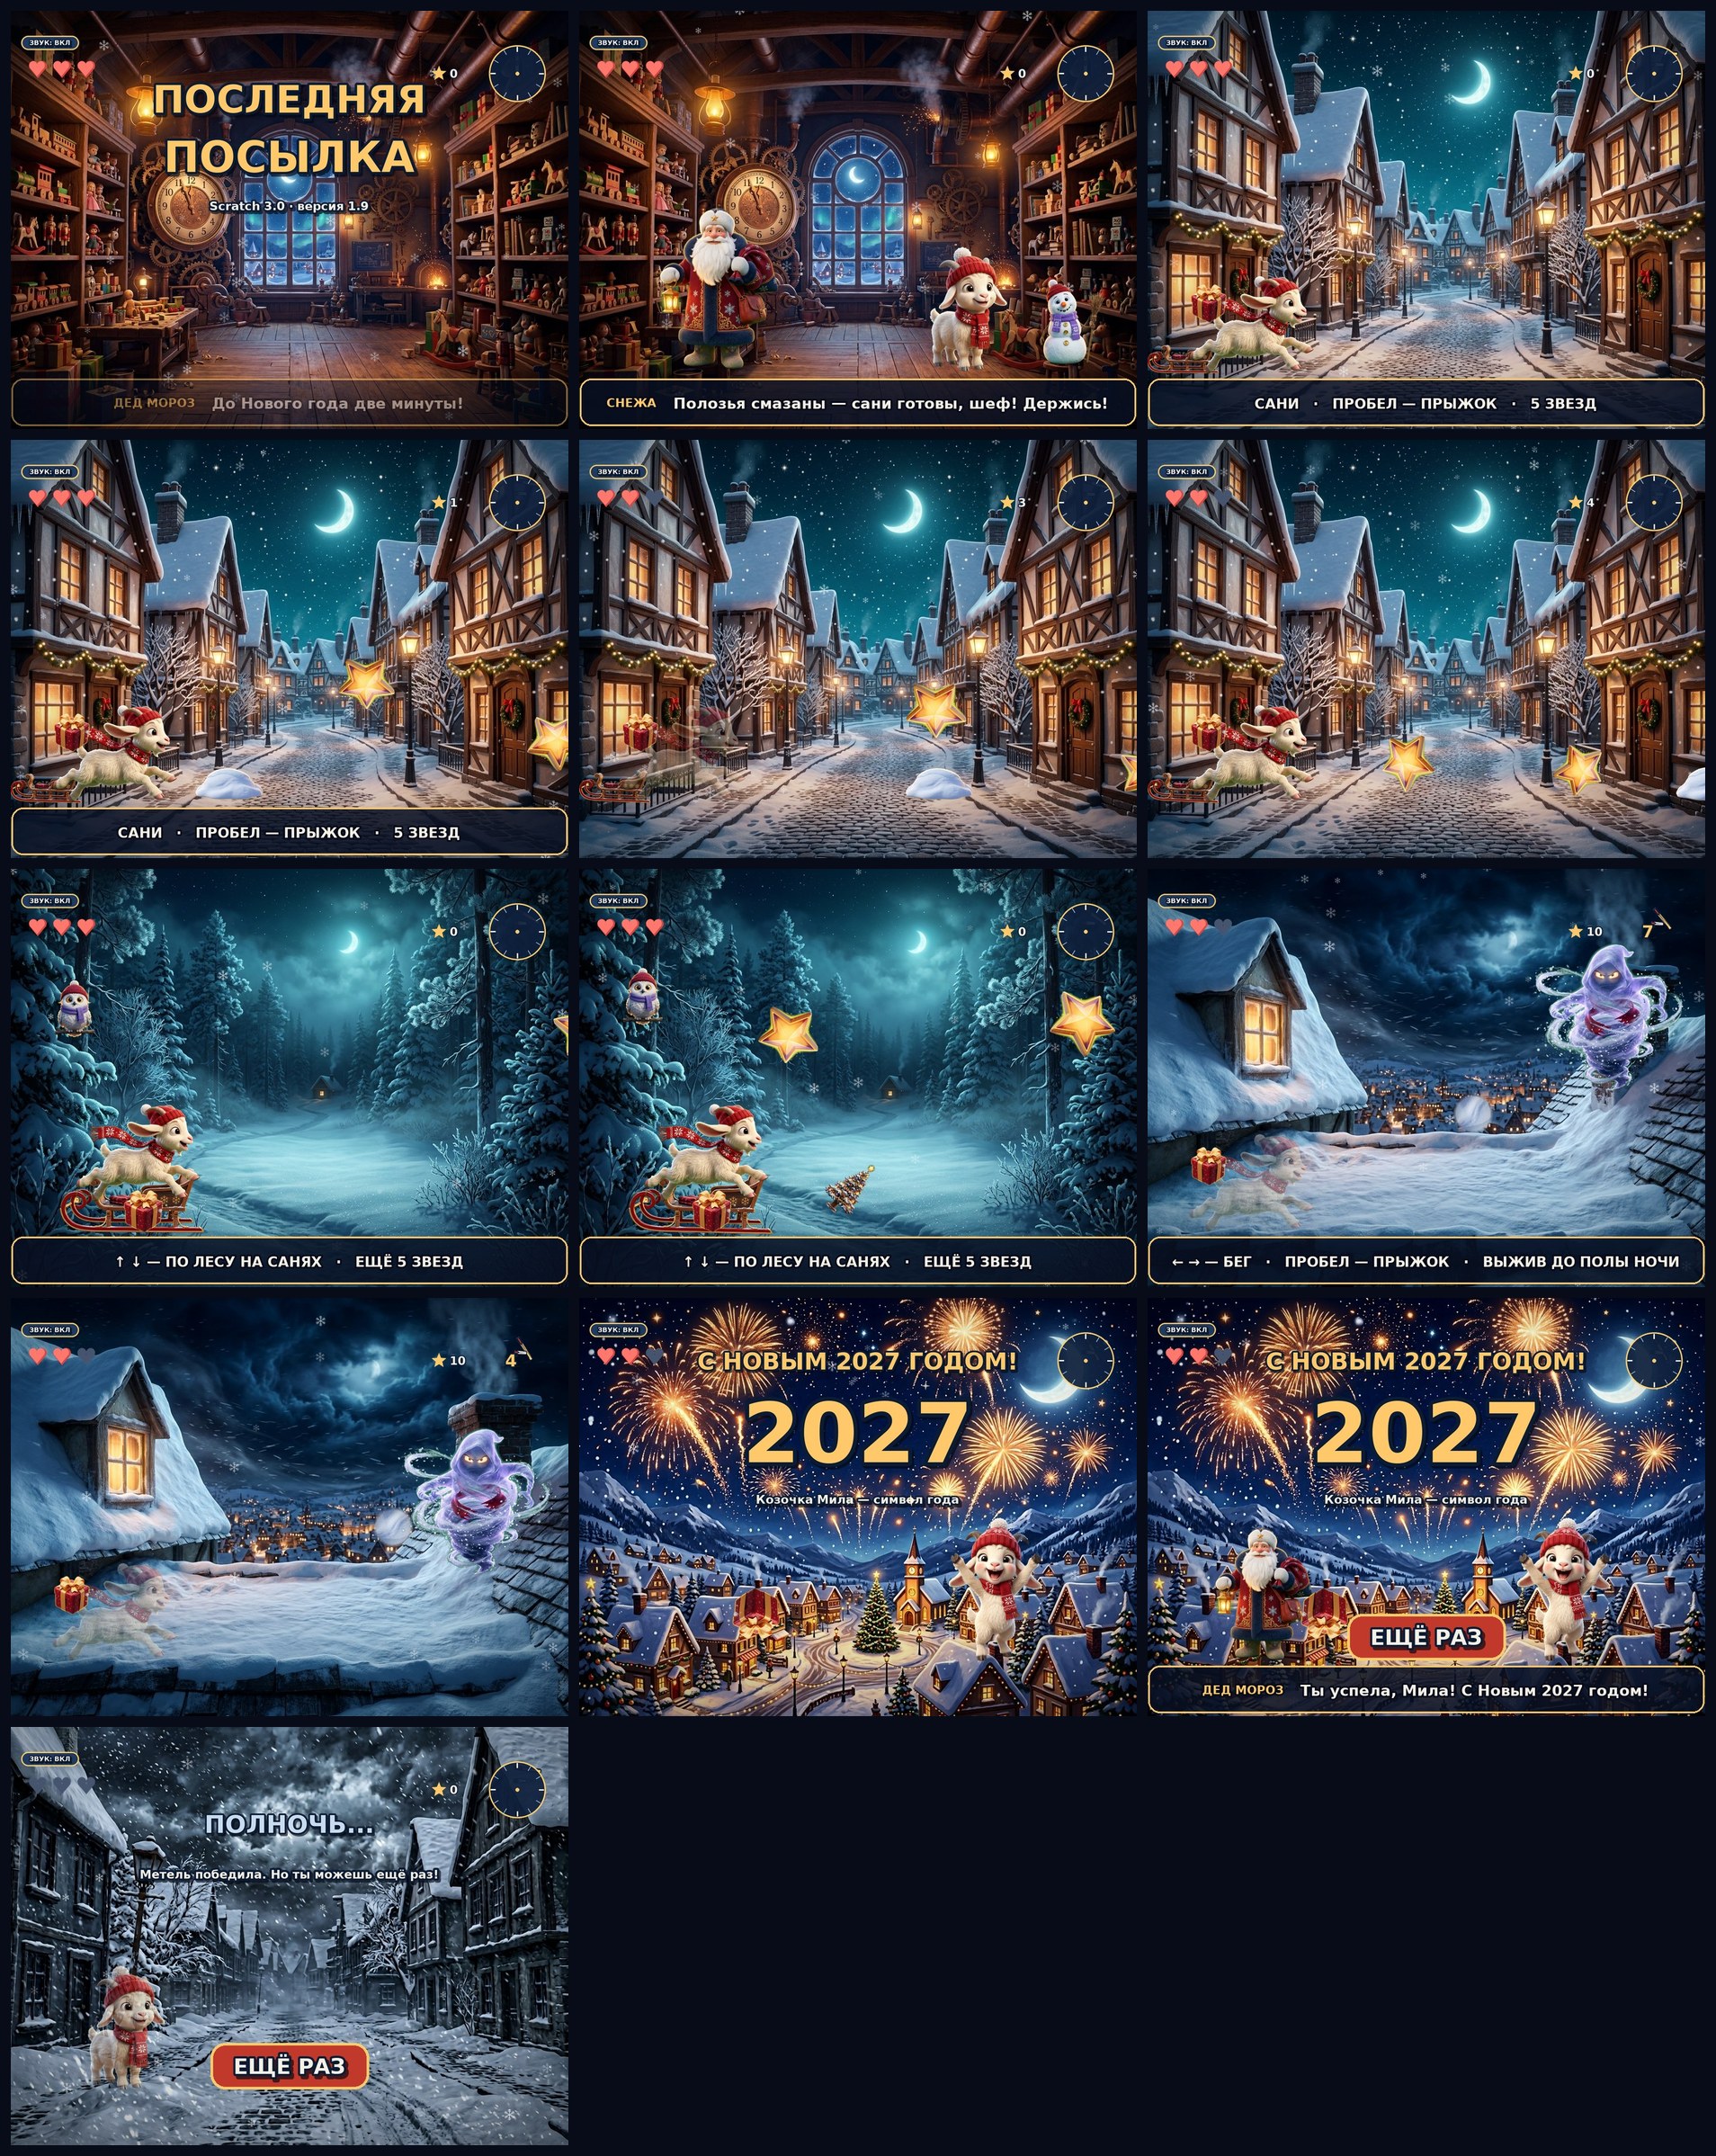 ЗВУК: ВКЛ
0
ПОСЛЕДНЯЯ
ПОСЫЛКА
Scratch 3.0 · версия 1.9
ДЕД МОРОЗ До Нового года две минуты!
ЗВУК: ВКЛ
0
СНЕЖА Полозья смазаны — сани готовы, шеф! Держись!
ЗВУК: ВКЛ
0
САНИ · ПРОБЕЛ — ПРЫЖОК · 5 ЗВЕЗД
ЗВУК: ВКЛ
1
САНИ · ПРОБЕЛ — ПРЫЖОК · 5 ЗВЕЗД
ЗВУК: ВКЛ
3
ЗВУК: ВКЛ
4
ЗВУК: ВКЛ
0
↑ ↓ — ПО ЛЕСУ НА САНЯХ · ЕЩЁ 5 ЗВЕЗД
ЗВУК: ВКЛ
0
↑ ↓ — ПО ЛЕСУ НА САНЯХ · ЕЩЁ 5 ЗВЕЗД
ЗВУК: ВКЛ
10 7
← → — БЕГ · ПРОБЕЛ — ПРЫЖОК · ВЫЖИВ ДО ПОЛЫ НОЧИ
ЗВУК: ВКЛ
10 4
ЗВУК: ВКЛ
С НОВЫМ 2027 ГОДОМ!
2027
Козочка Мила — символ года
ЗВУК: ВКЛ
С НОВЫМ 2027 ГОДОМ!
2027
Козочка Мила — символ года
ЕЩЁ РАЗ
ДЕД МОРОЗ Ты успела, Мила! С Новым 2027 годом!
ЗВУК: ВКЛ
0
ПОЛНОЧЬ...
Метель победила. Но ты можешь ещё раз!
ЕЩЁ РАЗ